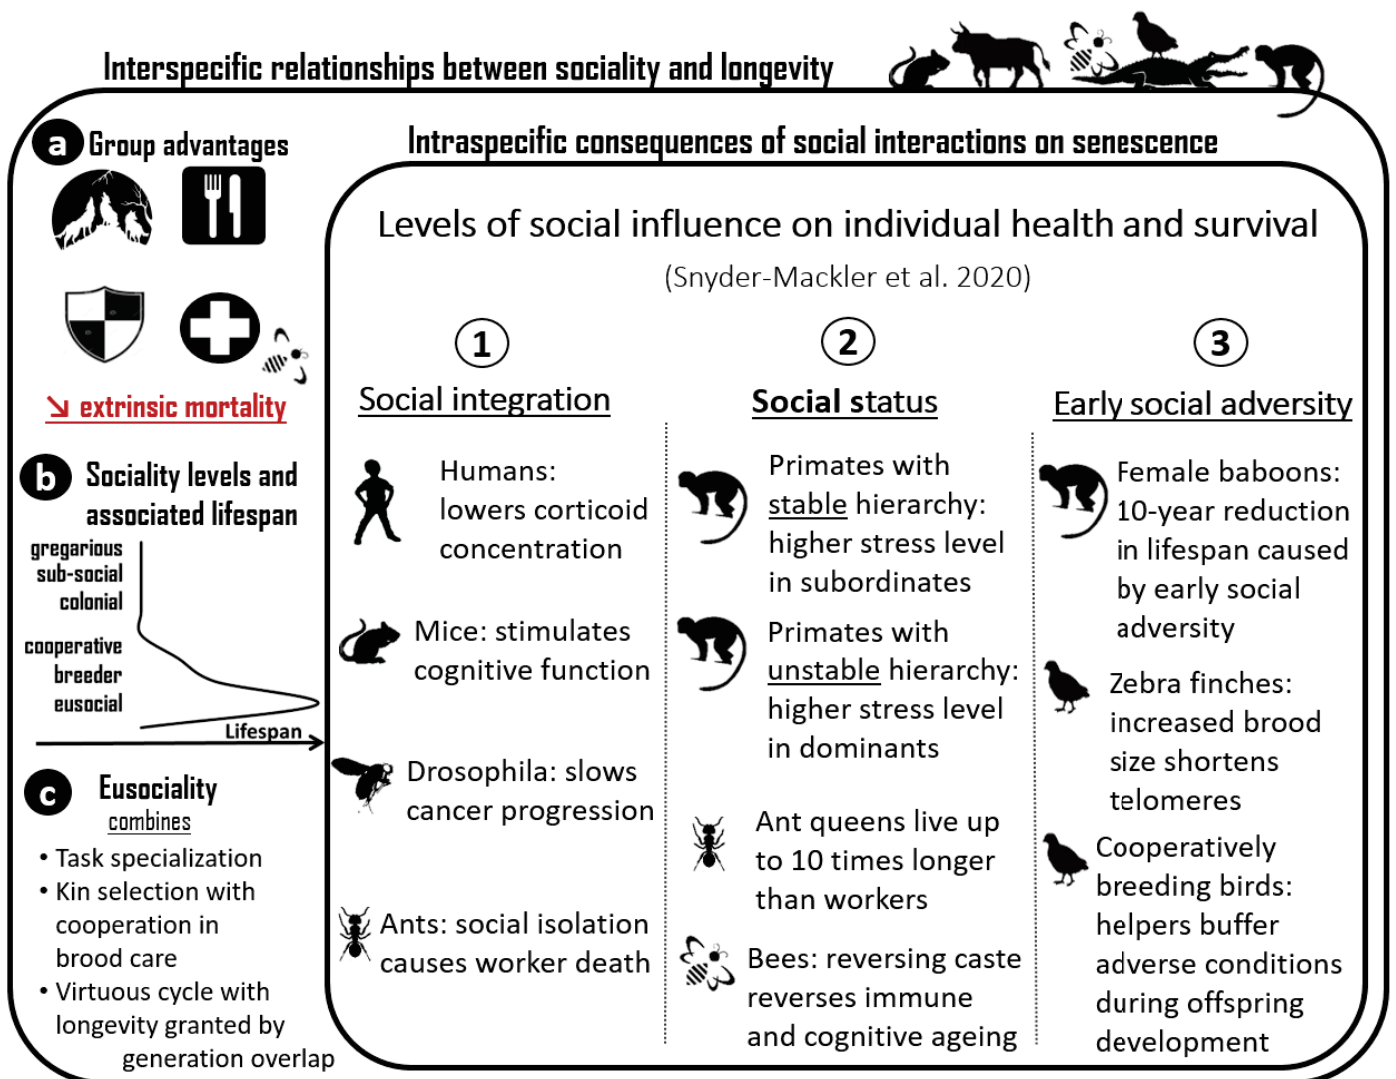 Interspecific relationships between sociality and longevity
a Group advantages
↘ extrinsic mortality
b Sociality levels and
associated lifespan
gregarious
sub-social
colonial
cooperative
breeder
eusocial
Lifespan
c Eusociality
combines
• Task specialization
• Kin selection with
cooperation in
brood care
• Virtuous cycle with
longevity granted by
generation overlap
Intraspecific consequences of social interactions on senescence
Levels of social influence on individual health and survival
(Snyder-Mackler et al. 2020)
1
Social integration
Humans:
lowers corticoid
concentration
Mice: stimulates
cognitive function
Drosophila: slows
cancer progression
Ants: social isolation
causes worker death
2
Social status
Primates with
stable hierarchy:
higher stress level
in subordinates
Primates with
unstable hierarchy:
higher stress level
in dominants
Ant queens live up
to 10 times longer
than workers
Bees: reversing caste
reverses immune
and cognitive ageing
3
Early social adversity
Female baboons:
10-year reduction
in lifespan caused
by early social
adversity
Zebra finches:
increased brood
size shortens
telomeres
Cooperatively
breeding birds:
helpers buffer
adverse conditions
during offspring
development